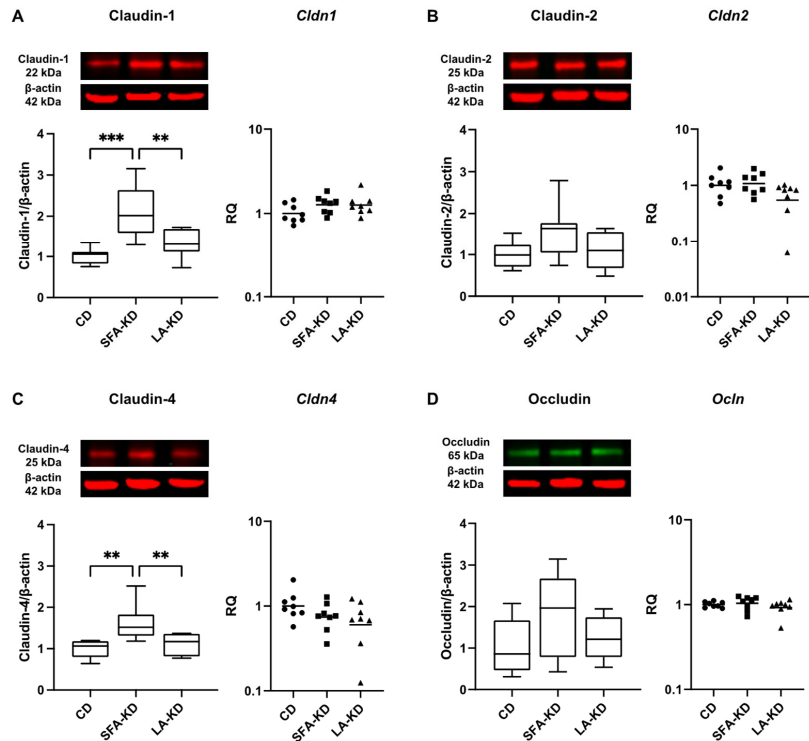 A
Claudin-1
Cldn1
Claudin-1
22 kDa
β-actin
42 kDa
Claudin-1/β-actin
4
3
2
1
0
***
**
CD
SFA-KD
LA-KD
RQ
10
1
0.1
CD
SFA-KD
LA-KD
B
Claudin-2
Cldn2
Claudin-2
25 kDa
β-actin
42 kDa
Claudin-2/β-actin
4
3
2
1
0
CD
SFA-KD
LA-KD
RQ
10
1
0.1
0.01
CD
SFA-KD
LA-KD
C
Claudin-4
Cldn4
Claudin-4
25 kDa
β-actin
42 kDa
Claudin-4/β-actin
4
3
2
1
0
**
**
CD
SFA-KD
LA-KD
RQ
10
1
0.1
CD
SFA-KD
LA-KD
D
Occludin
Ocln
Occludin
65 kDa
β-actin
42 kDa
Occludin/β-actin
4
3
2
1
0
CD
SFA-KD
LA-KD
RQ
10
1
0.1
CD
SFA-KD
LA-KD